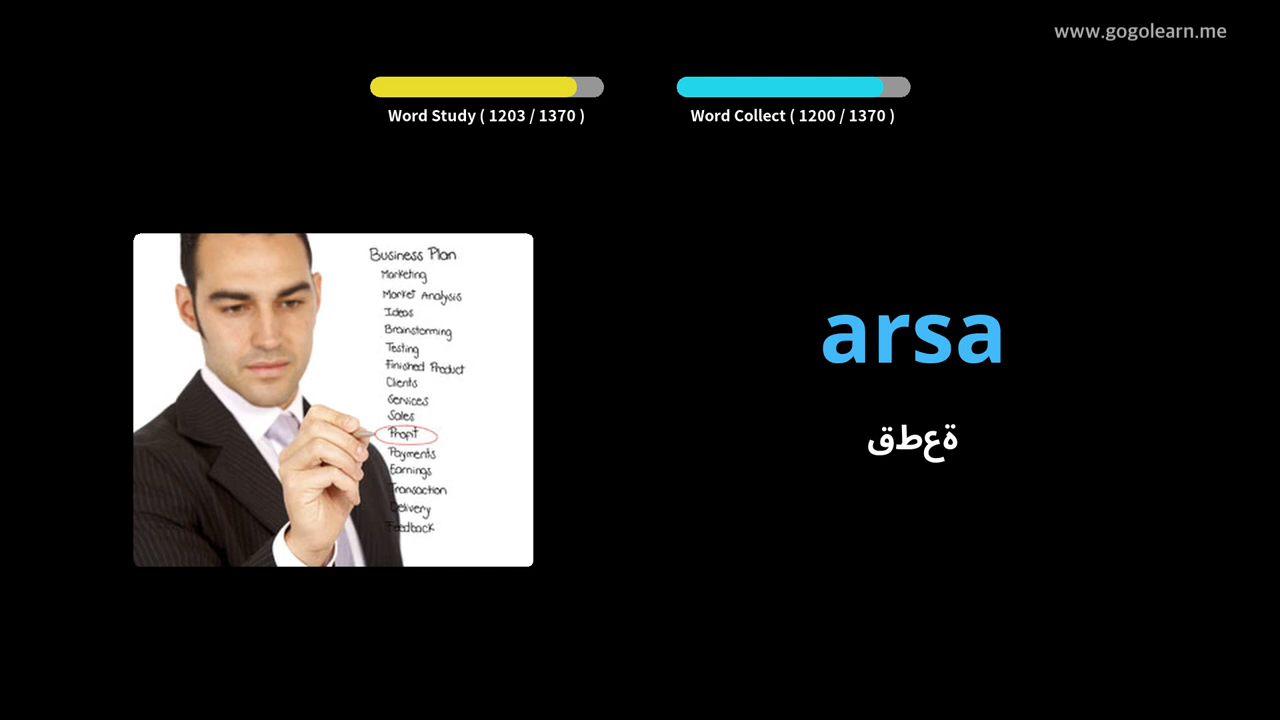 www.gogolearn.me
Word Study ( 1203 / 1370 )
Word Collect ( 1200 / 1370 )
Business Plan
Marketing
Market Analysis
Ideas
Brainstorming
Testing
Finished Product
Clients
Services
Sales
Profit
Payments
Earnings
Transaction
Delivery
Feedback
arsa
ةعطق